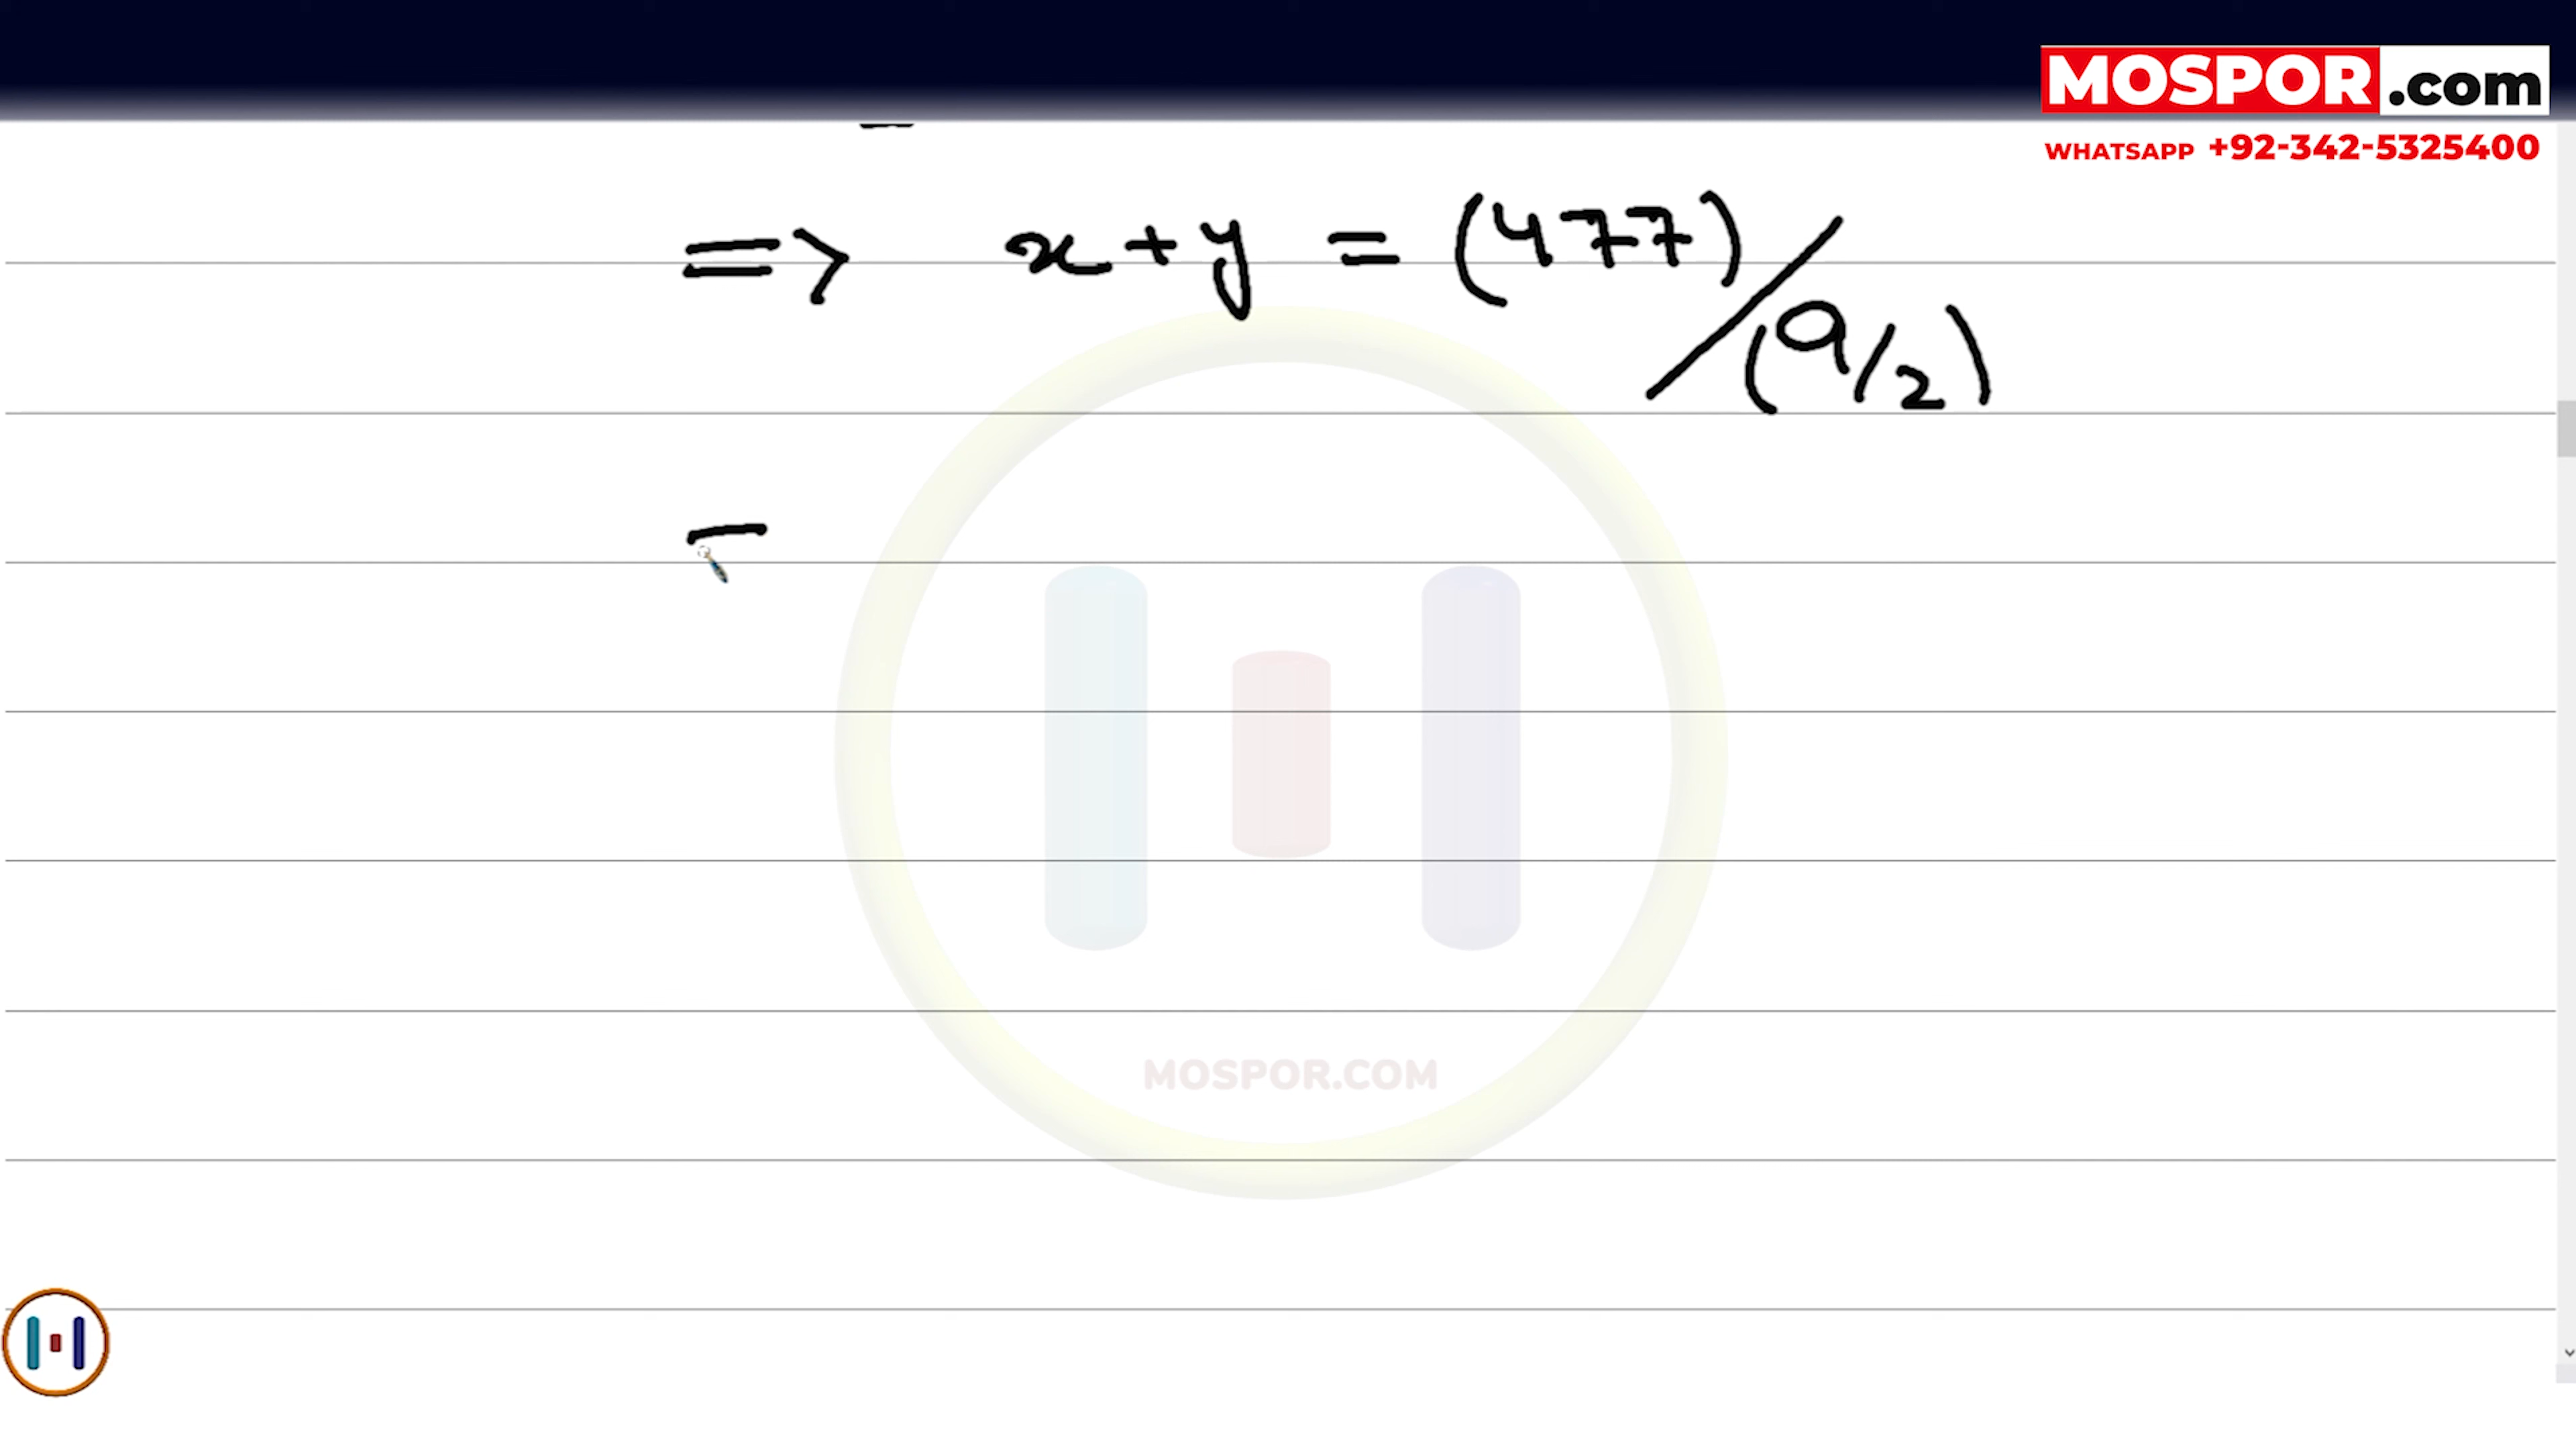 MOSPOR.com
WHATSAPP +92-342-5325400
=> x + y = (477)/(9/2)
MOSPOR.COM